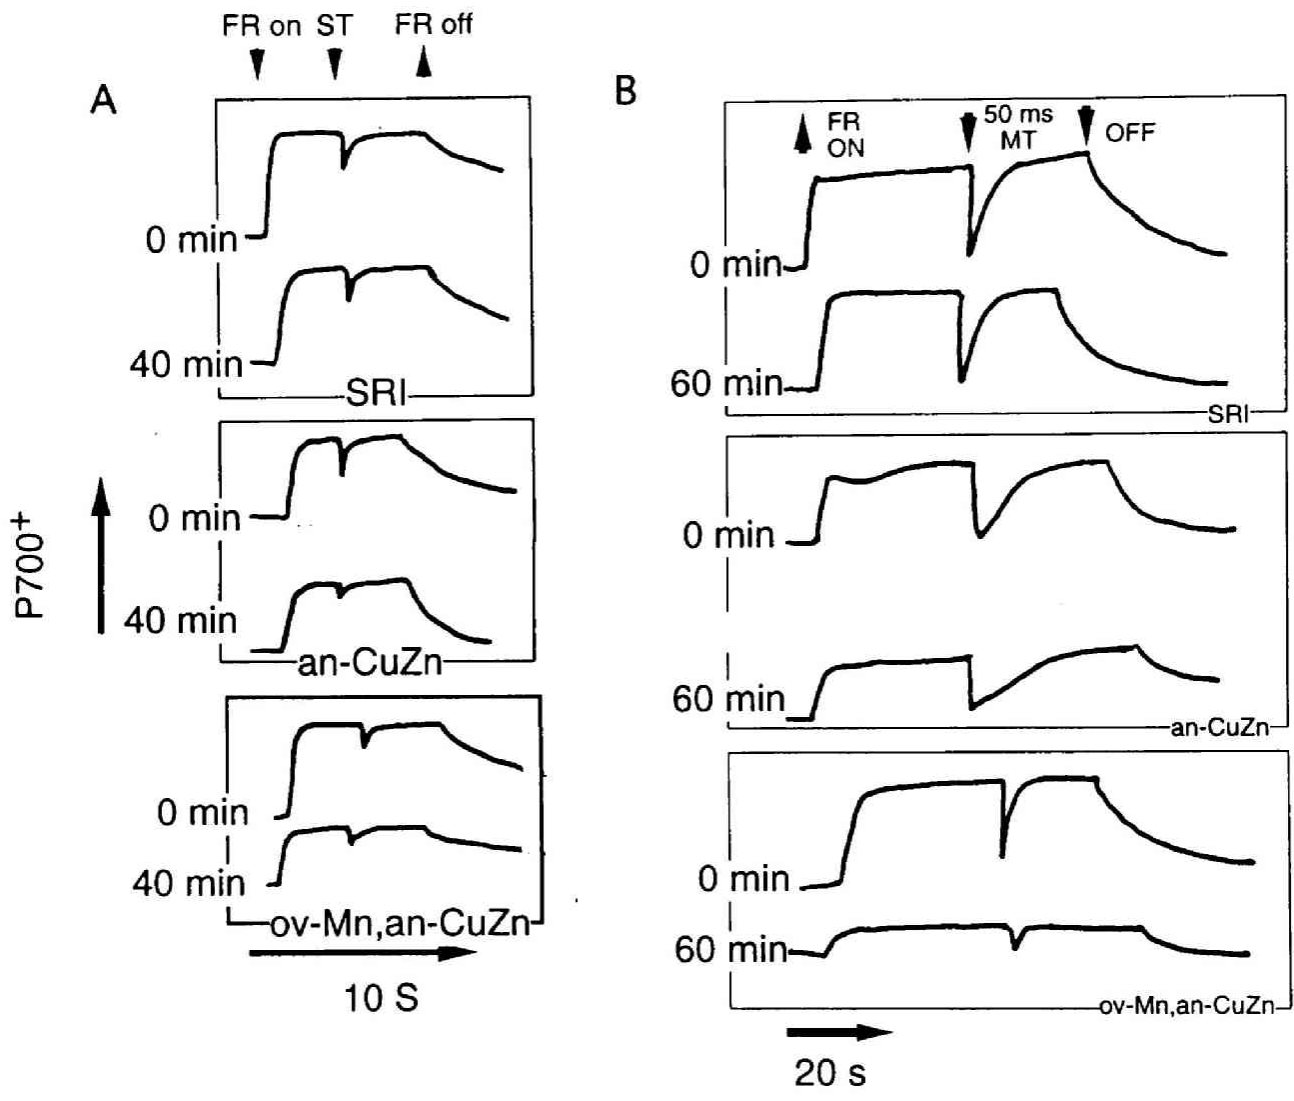 FR on ST FR off
A
0 min
40 min
SRI
0 min
40 min
an-CuZn
0 min
40 min
ov-Mn,an-CuZn
10 S
P700+
B
FR
ON
50 ms
MT
OFF
0 min
60 min
SRI
0 min
60 min
an-CuZn
0 min
60 min
ov-Mn,an-CuZn
20 s